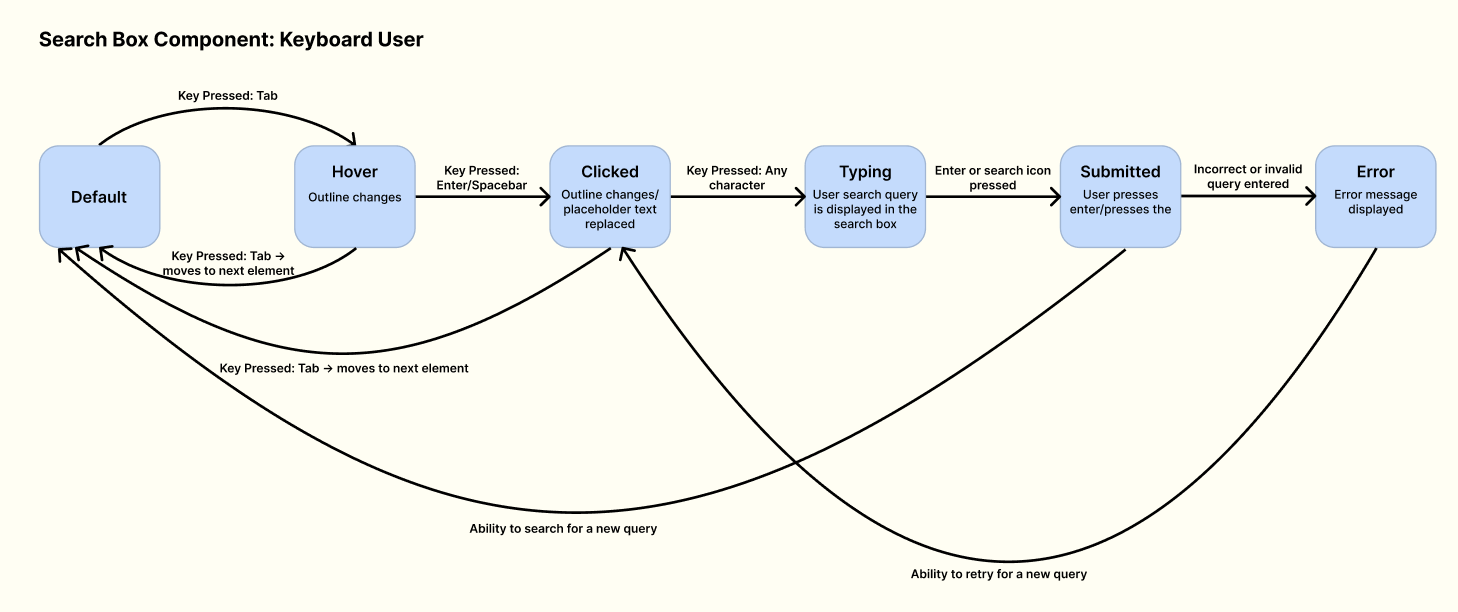 Search Box Component: Keyboard User
Key Pressed: Tab
Default
Hover
Outline changes
Key Pressed:
Enter/Spacebar
Clicked
Outline changes/
placeholder text
replaced
Key Pressed: Any
character
Typing
User search query
is displayed in the
search box
Enter or search icon
pressed
Submitted
User presses
enter/presses the
Incorrect or invalid
query entered
Error
Error message
displayed
Key Pressed: Tab →
moves to next element
Key Pressed: Tab → moves to next element
Ability to search for a new query
Ability to retry for a new query